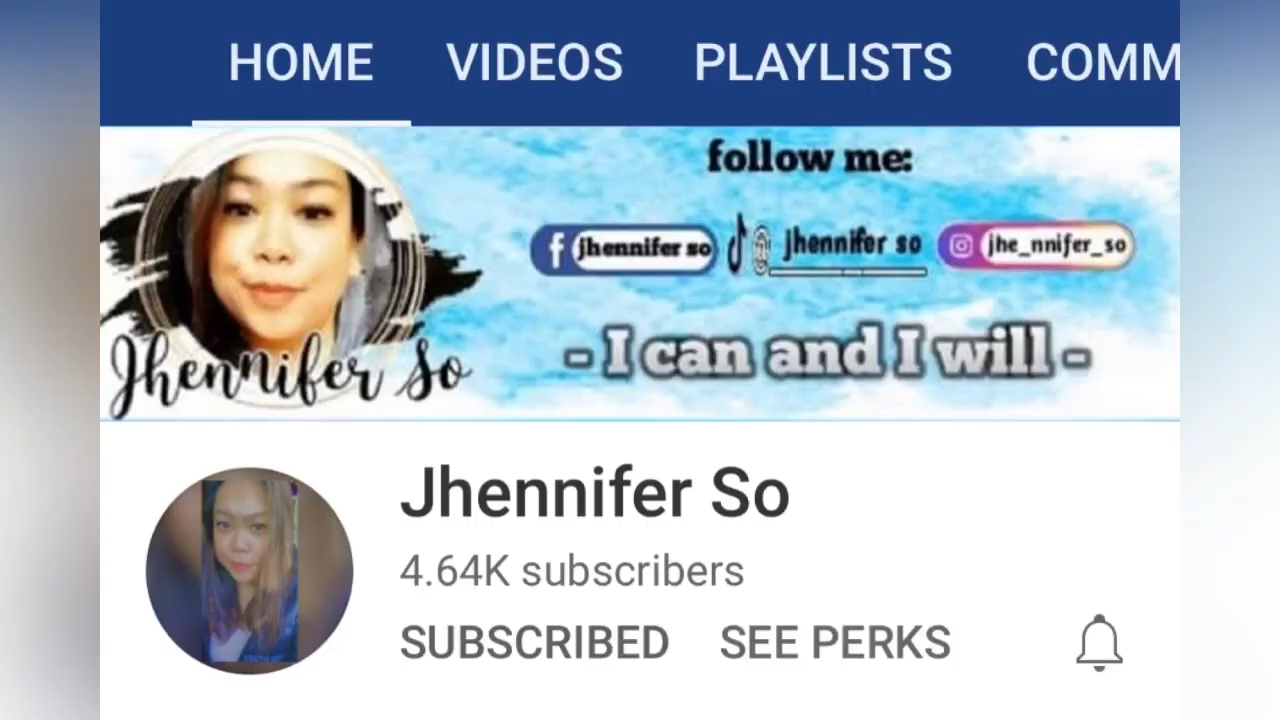 HOME VIDEOS PLAYLISTS COMM
follow me:
jhennifer so @ jhennifer so jhe_nnifer_so
- I can and I will -
Jhennifer So
Jhennifer So
4.64K subscribers
SUBSCRIBED SEE PERKS